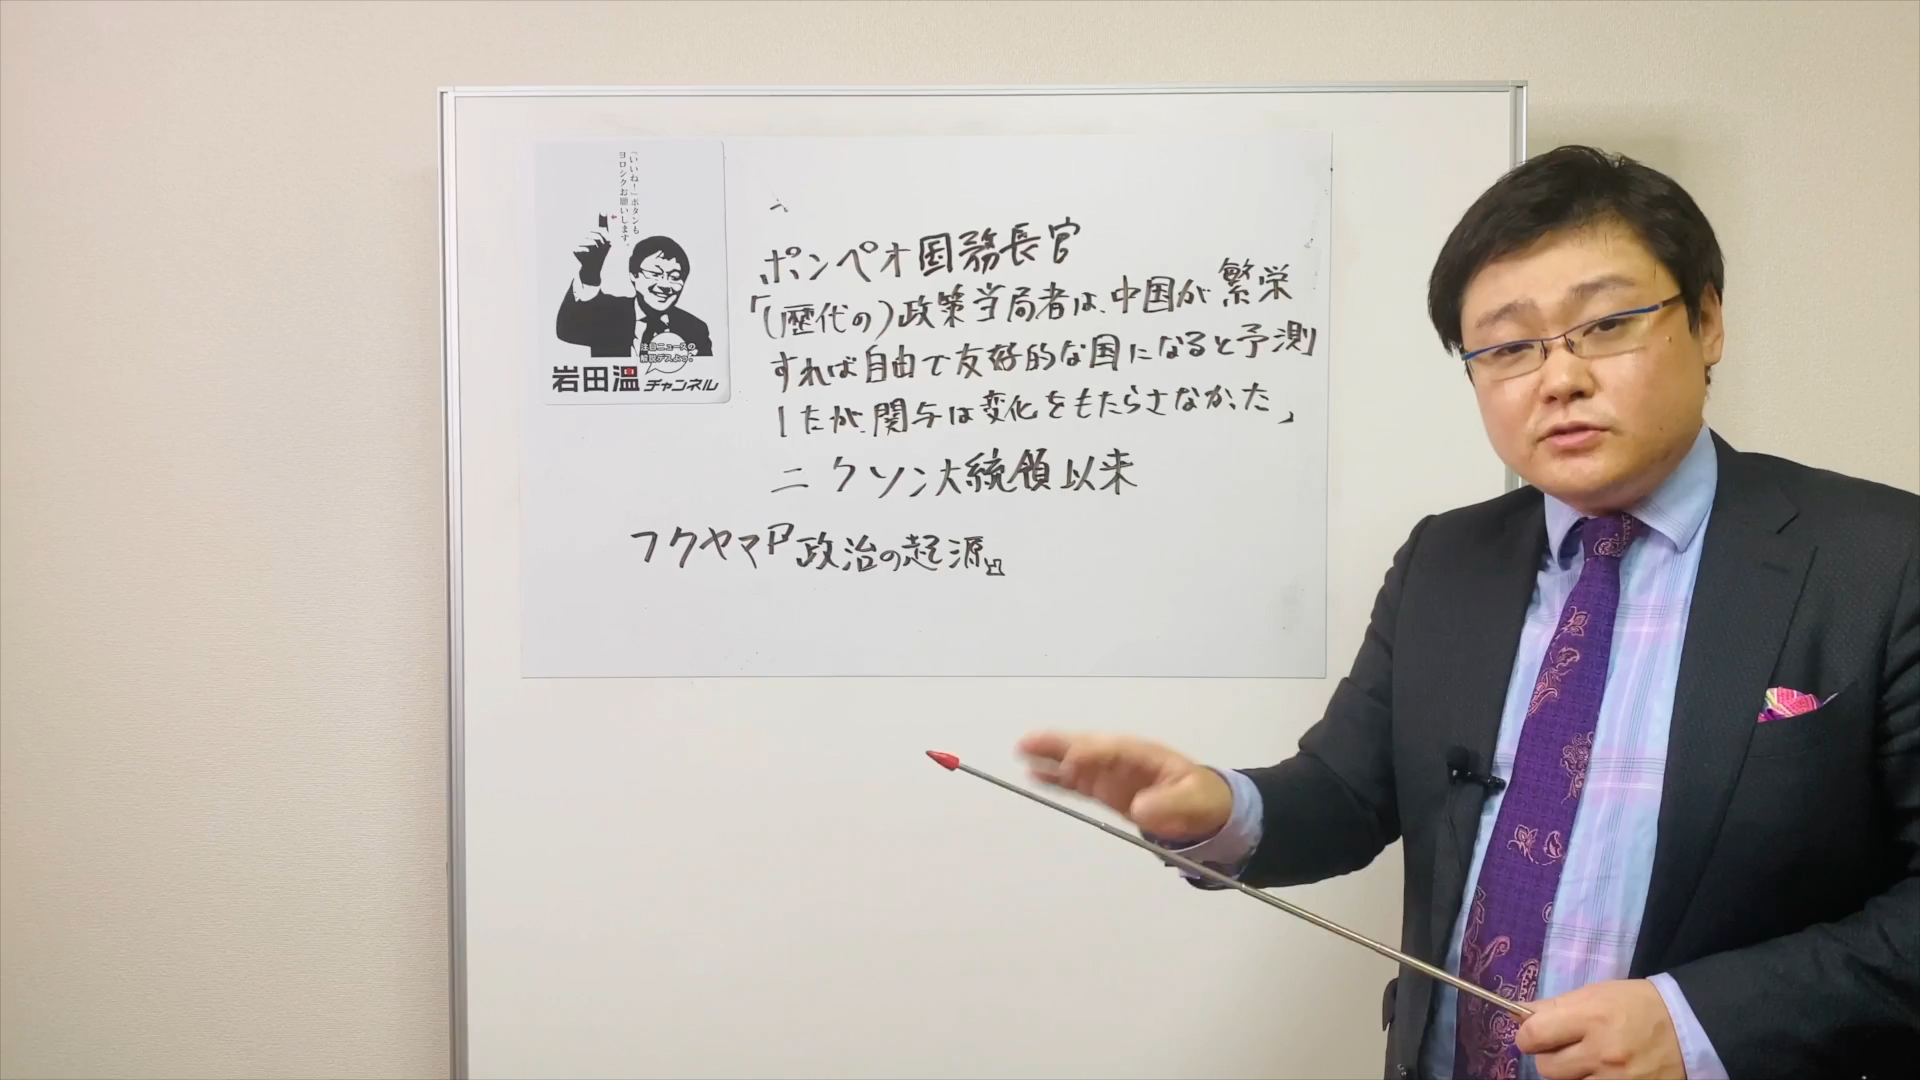 「いいね！」ボタンも
ヨロシクお願いします。
注目ニュースの
解説デスよっ！
岩田温チャンネル
ポンペオ国務長官
「(歴代の)政策当局者は、中国が繁栄
すれば自由で友好的な国になると予測
したが、関与は変化をもたらさなかった」
ニクソン大統領以来
フクヤマ『政治の起源』